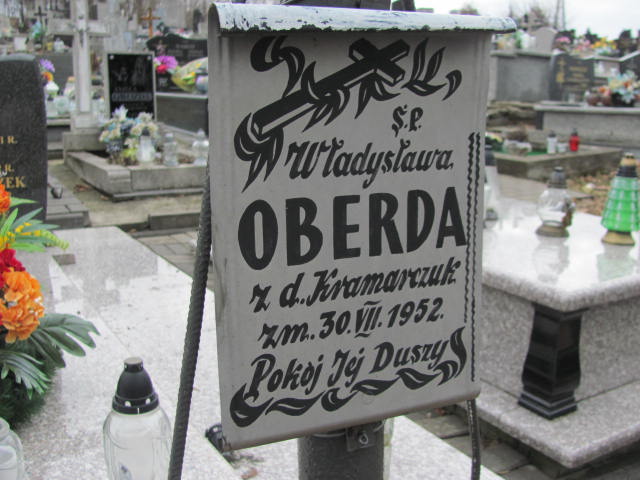 Ś.P.
Władysława
OBERDA
z d. Kramarczuk
zm. 30. VII. 1952.
Pokój Jej Duszy